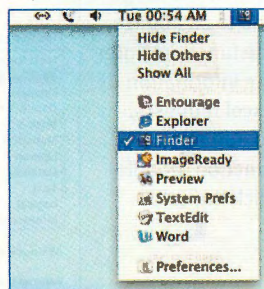 Tue 00:54 AM
Hide Finder
Hide Others
Show All
Entourage
Explorer
Finder
ImageReady
Preview
System Prefs
TextEdit
Word
Preferences...